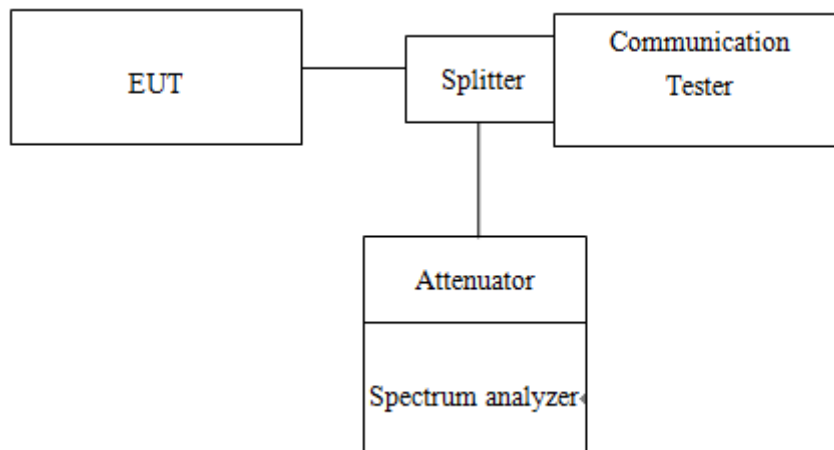 EUT
Splitter
Communication
Tester
Attenuator
Spectrum analyzer